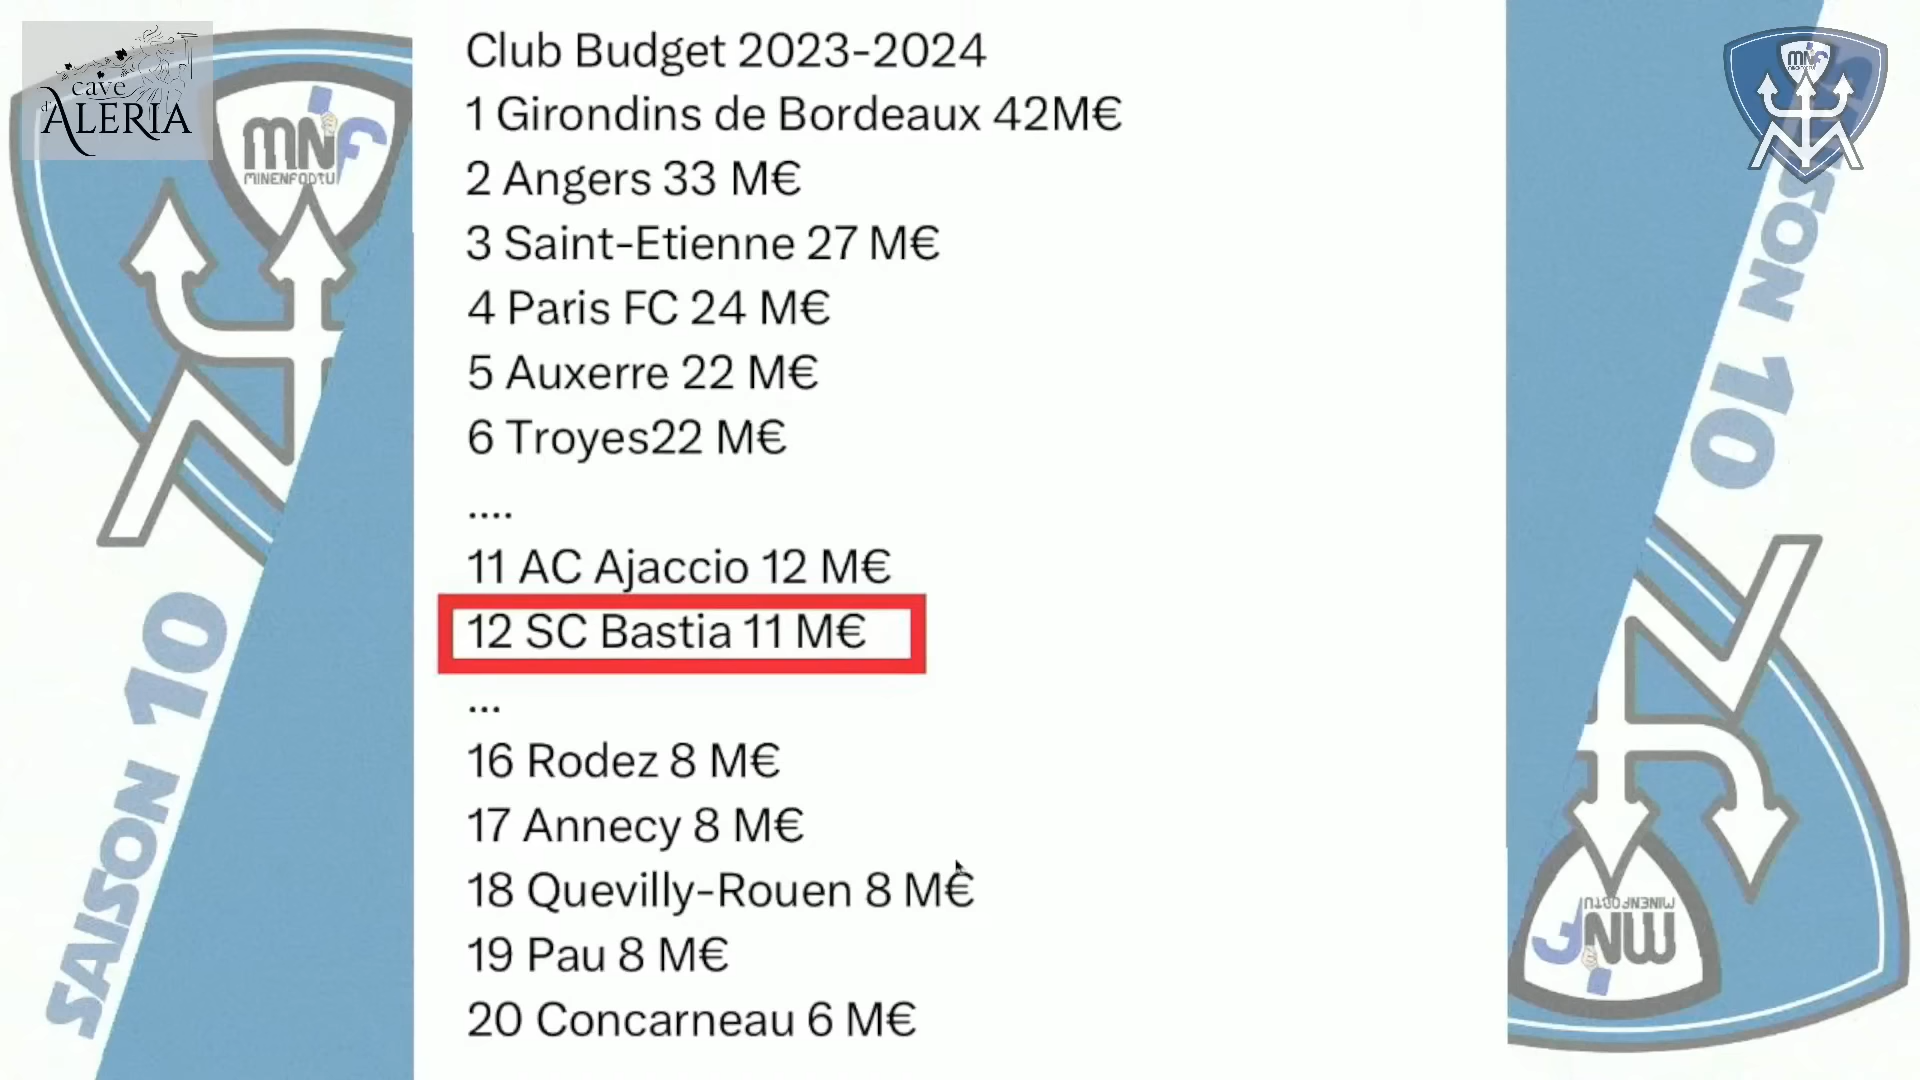 cave
d'ALERIA
MNF
MINENFOOTU
SAISON 10
Club Budget 2023-2024
1 Girondins de Bordeaux 42M€
2 Angers 33 M€
3 Saint-Etienne 27 M€
4 Paris FC 24 M€
5 Auxerre 22 M€
6 Troyes22 M€
....
11 AC Ajaccio 12 M€
12 SC Bastia 11 M€
...
16 Rodez 8 M€
17 Annecy 8 M€
18 Quevilly-Rouen 8 M€
19 Pau 8 M€
20 Concarneau 6 M€
MNF
SAISON 10
MNF
MINENFOOTU